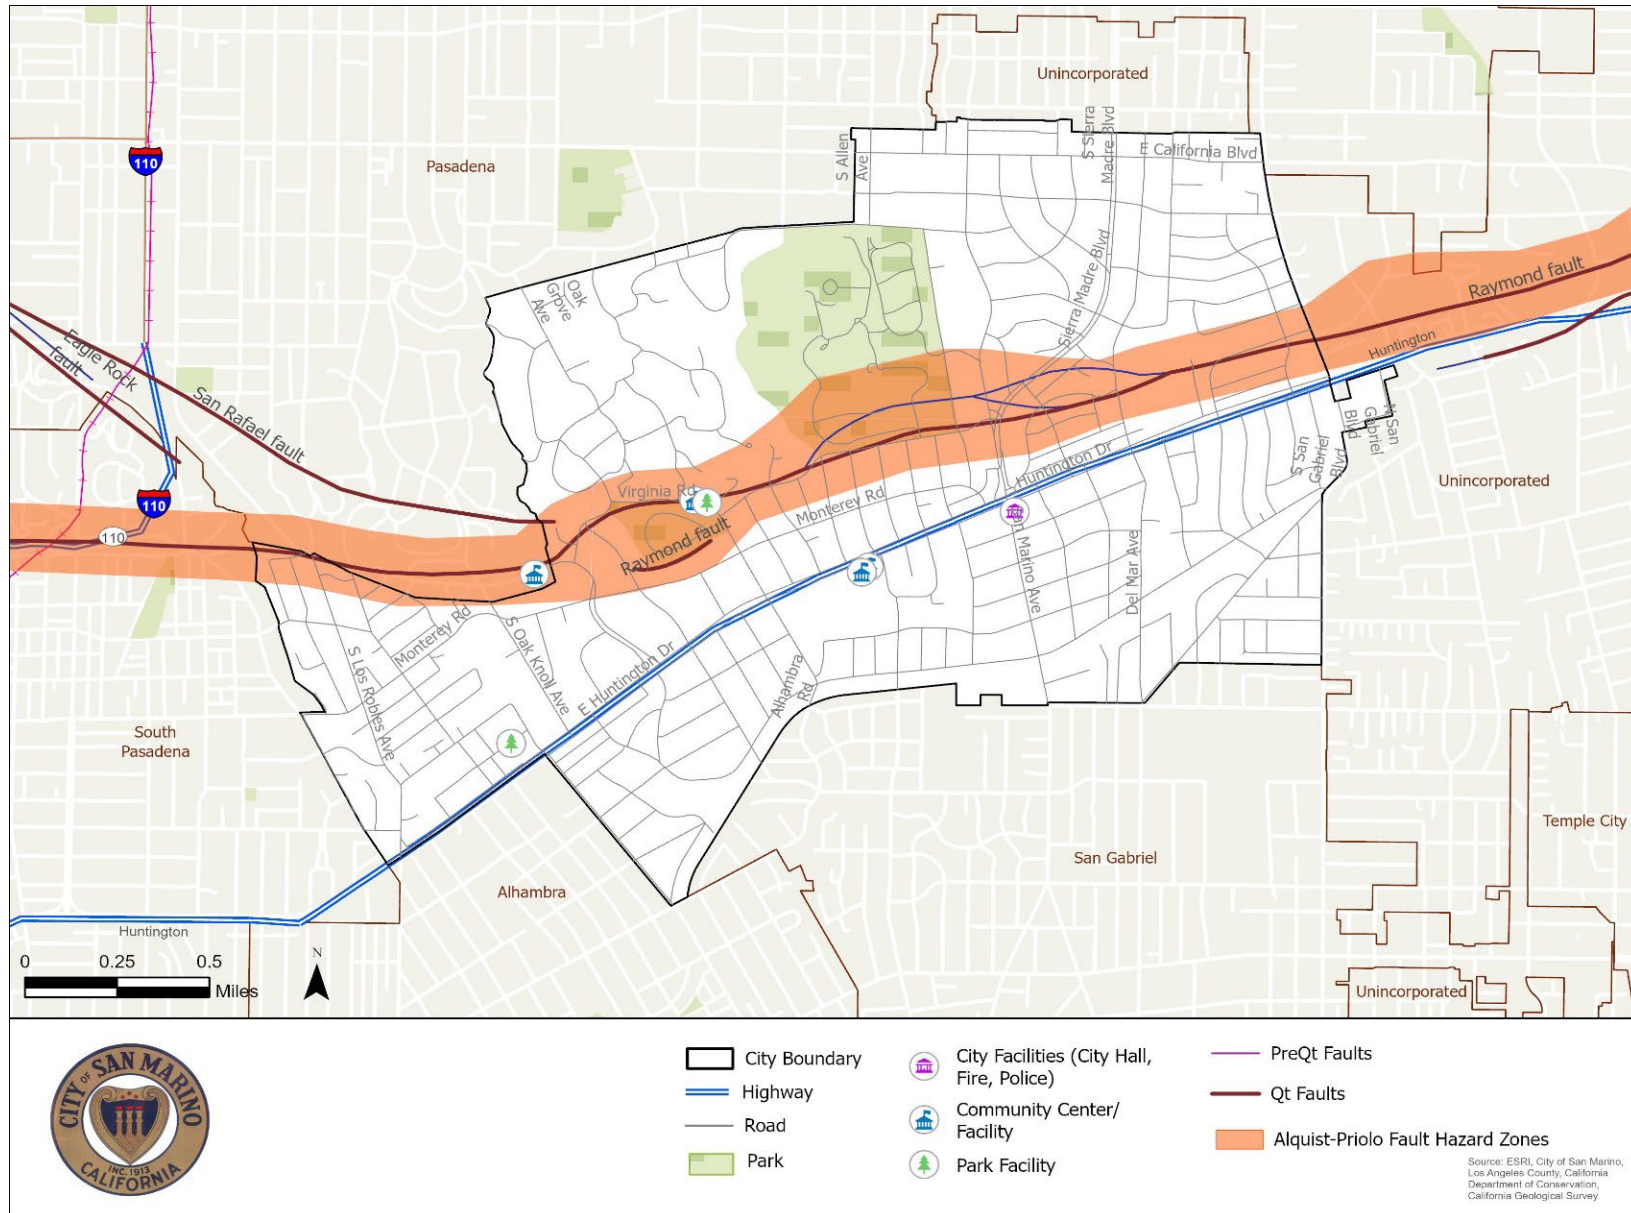 Unincorporated
S Allen
Ave
S Sierra
Madre Blvd
E California Blvd
110
Pasadena
Oak
Grove
Ave
Sierra Madre Blvd
Raymond fault
Huntington
Eagle Rock
fault
San Rafael fault
N San
Gabriel
Blvd
S San
Gabriel
Blvd
Huntington Dr
Unincorporated
Virginia Rd
Monterey Rd
110
110
Raymond fault
San Marino Ave
Del Mar Ave
Monterey Rd
S Oak Knoll Ave
S Los Robles Ave
E Huntington Dr
Alhambra
Rd
South
Pasadena
Temple City
San Gabriel
Alhambra
Huntington
0 0.25 0.5
Miles
N
Unincorporated
CITY OF SAN MARINO
INC. 1913
CALIFORNIA
City Boundary
Highway
Road
Park
City Facilities (City Hall,
Fire, Police)
Community Center/
Facility
Park Facility
PreQt Faults
Qt Faults
Alquist-Priolo Fault Hazard Zones
Source: ESRI, City of San Marino,
Los Angeles County, California
Department of Conservation,
California Geological Survey